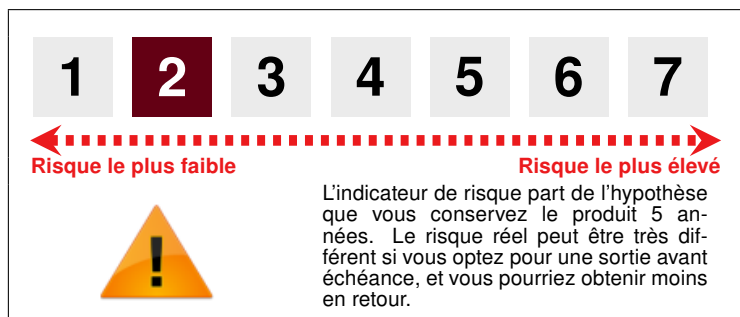 1 2 3 4 5 6 7
Risque le plus faible Risque le plus élevé
L'indicateur de risque part de l'hypothèse
que vous conservez le produit 5 an-
nées. Le risque réel peut être très dif-
férent si vous optez pour une sortie avant
échéance, et vous pourriez obtenir moins
en retour.
!